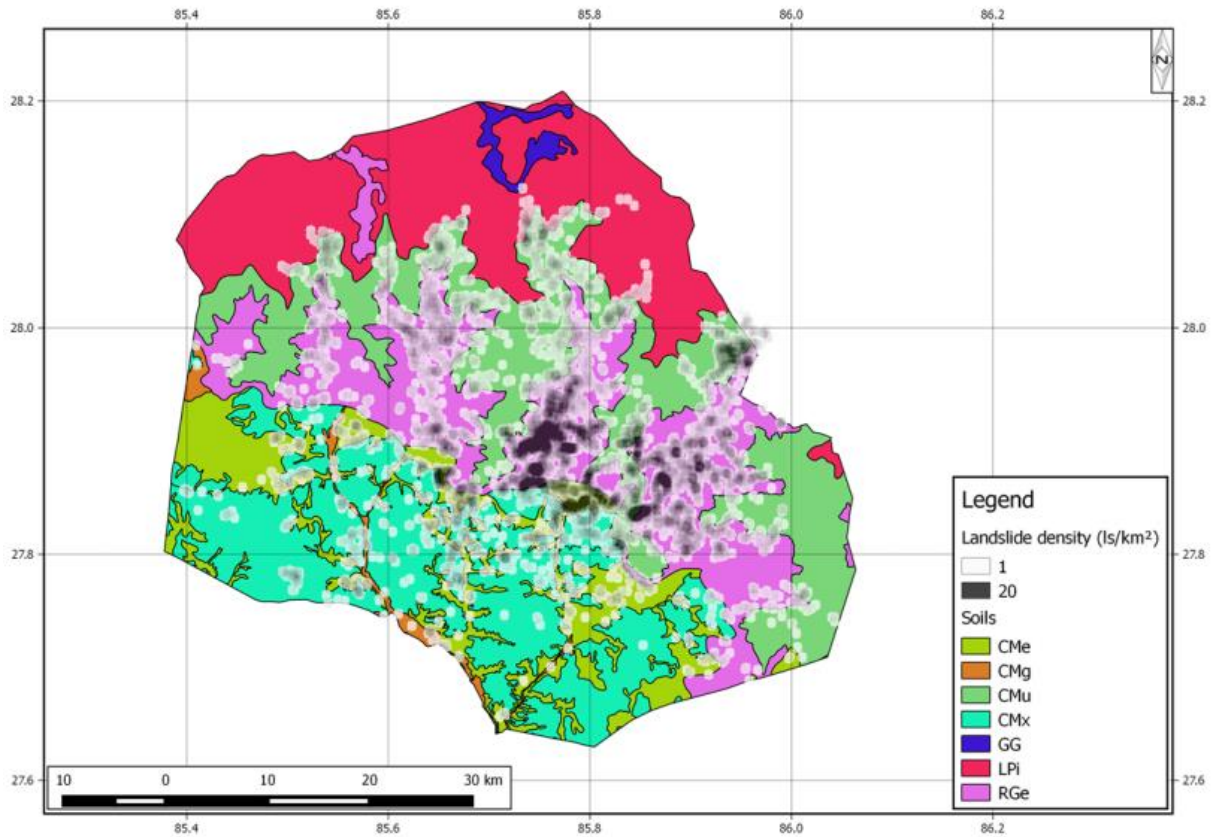 85.4 85.6 85.8 86.0 86.2
N
28.2 28.2
28.0 28.0
27.8 27.8
27.6 27.6
Legend
Landslide density (ls/km²)
1
20
Soils
CMe
CMg
CMu
CMx
GG
LPi
RGe
10 0 10 20 30 km
85.4 85.6 85.8 86.0 86.2